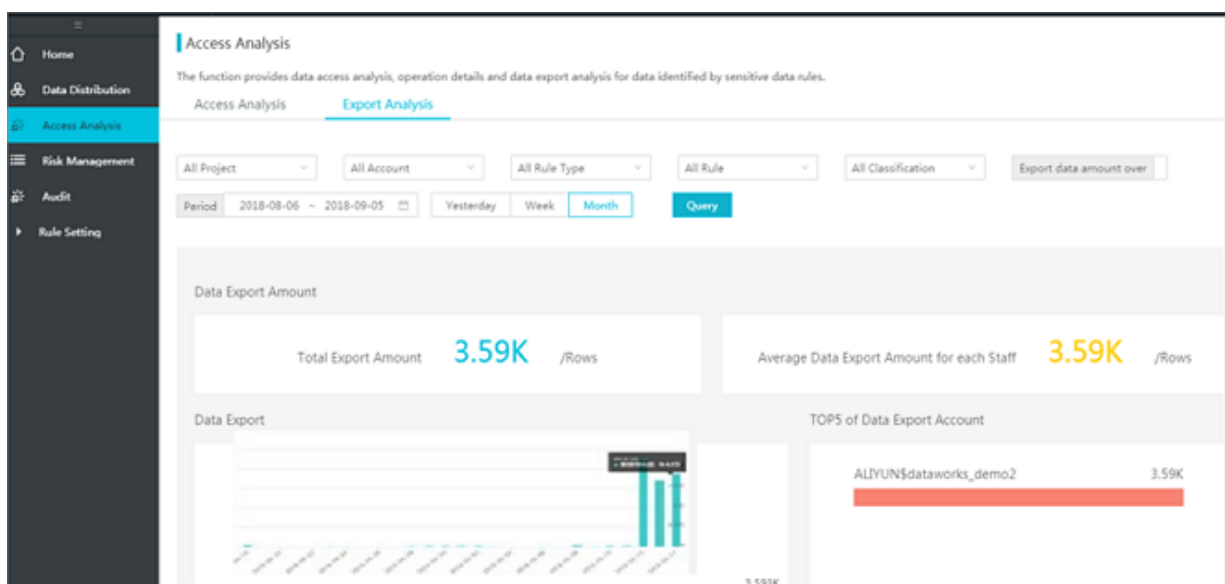 Home
Data Distribution
Access Analysis
Risk Management
Audit
Rule Setting
Access Analysis
The function provides data access analysis, operation details and data export analysis for data identified by sensitive data rules.
Access Analysis Export Analysis
All Project All Account All Rule Type All Rule All Classification Export data amount over
Period 2018-08-06 ~ 2018-09-05 Yesterday Week Month Query
Data Export Amount
Total Export Amount 3.59K /Rows
Average Data Export Amount for each Staff 3.59K /Rows
Data Export
TOP5 of Data Export Account
ALIYUN$dataworks_demo2 3.59K
3.591K